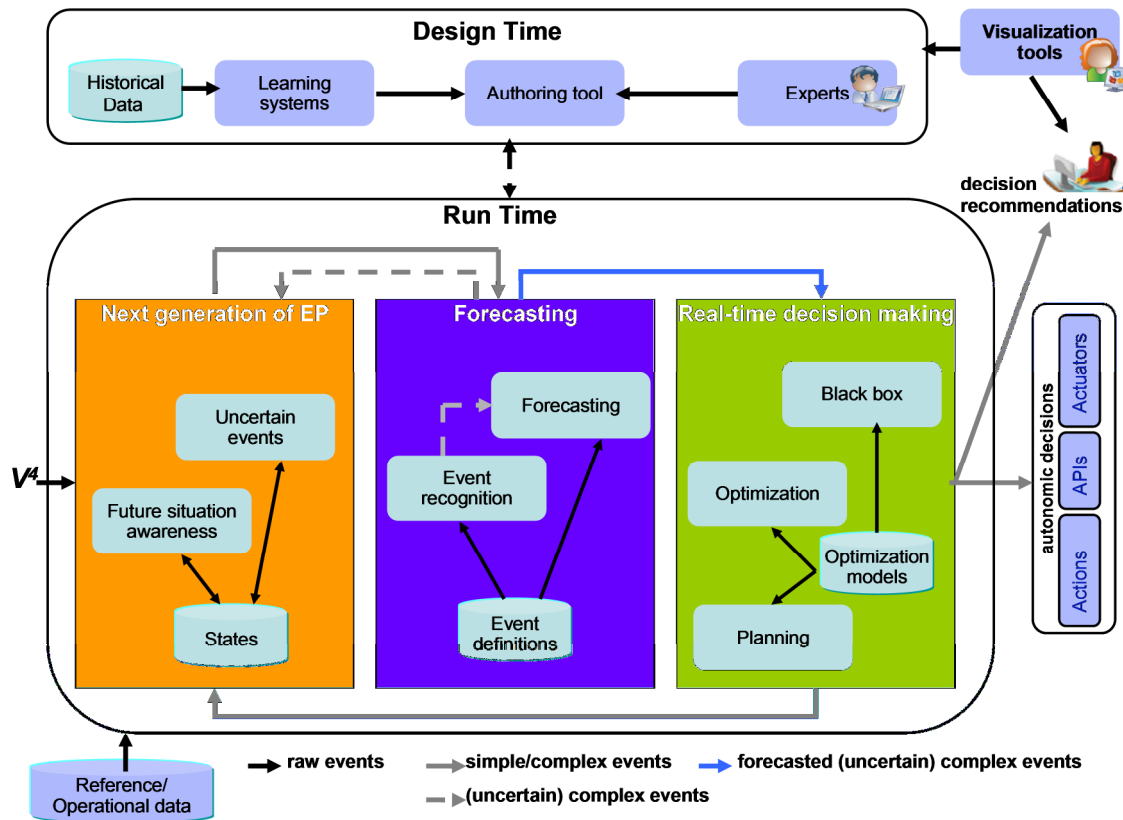 Design Time
Visualization
tools
Historical
Data
Learning
systems
Authoring tool
Experts
decision
recommendations
Run Time
Next generation of EP
Forecasting
Real-time decision making
Uncertain
events
Forecasting
Black box
Event
recognition
Optimization
V⁴
Future situation
awareness
Optimization
models
States
Event
definitions
Planning
autonomic decisions
Actuators
APIs
Actions
Reference/
Operational data
raw events
simple/complex events
forecasted (uncertain) complex events
(uncertain) complex events